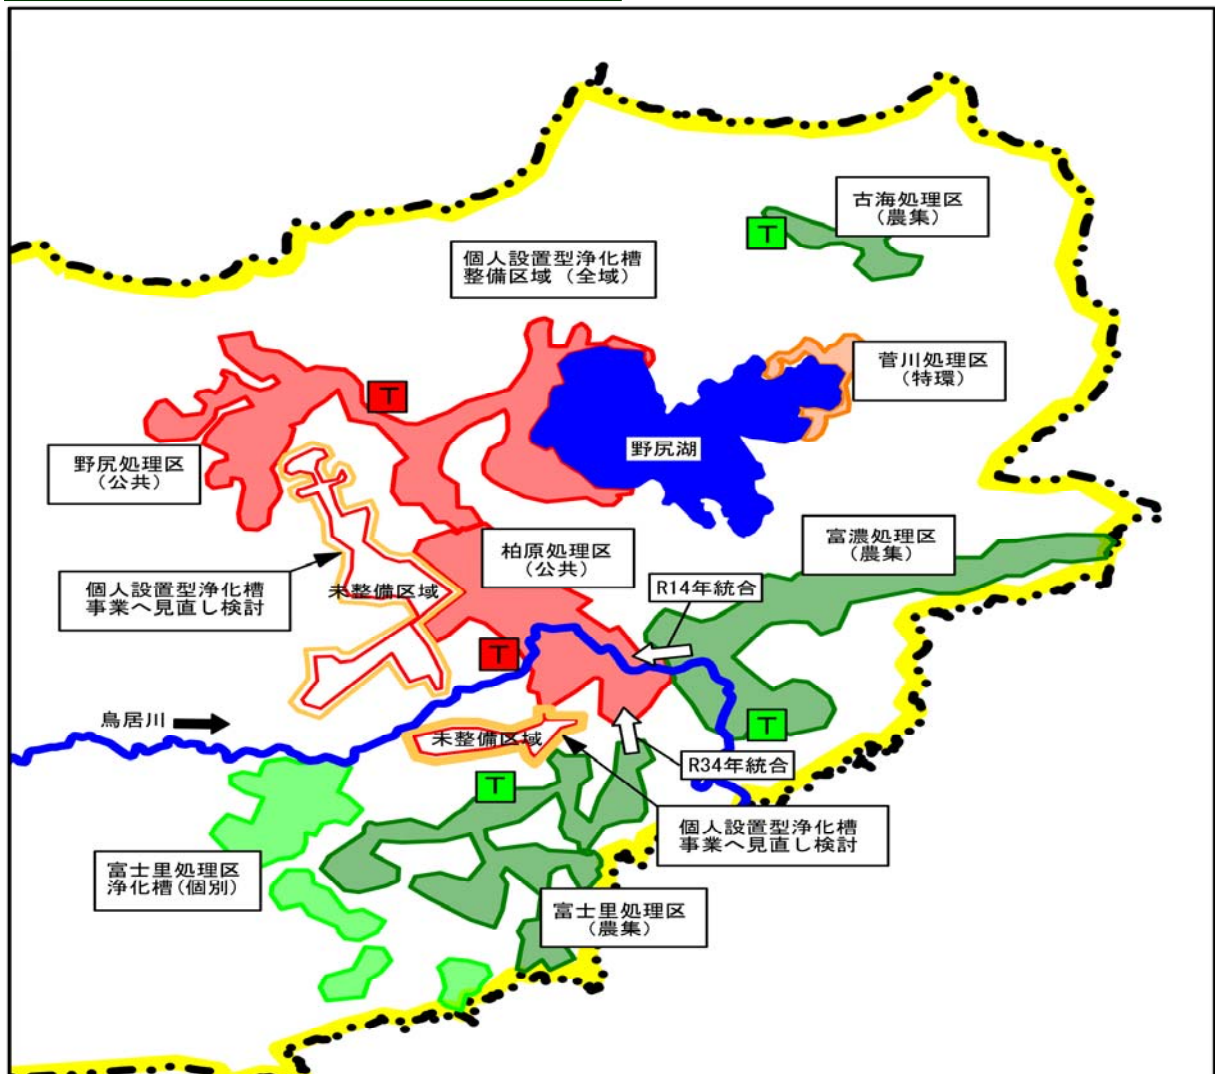 古海処理区
（農集）
T
個人設置型浄化槽
整備区域（全域）
菅川処理区
（特環）
T
野尻湖
野尻処理区
（公共）
富濃処理区
（農集）
柏原処理区
（公共）
個人設置型浄化槽
事業へ見直し検討
未整備区域
R14年統合
T
鳥居川
T
未整備区域
R34年統合
T
個人設置型浄化槽
事業へ見直し検討
富士里処理区
浄化槽(個別)
富士里処理区
（農集）